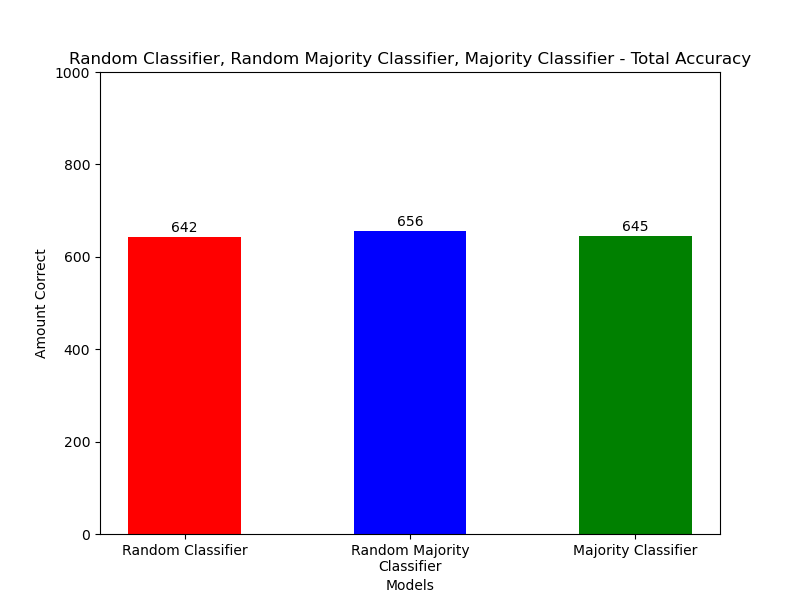 Random Classifier, Random Majority Classifier, Majority Classifier - Total Accuracy
1000
800
600
400
200
0
Amount Correct
642
656
645
Random Classifier
Random Majority
Classifier
Majority Classifier
Models